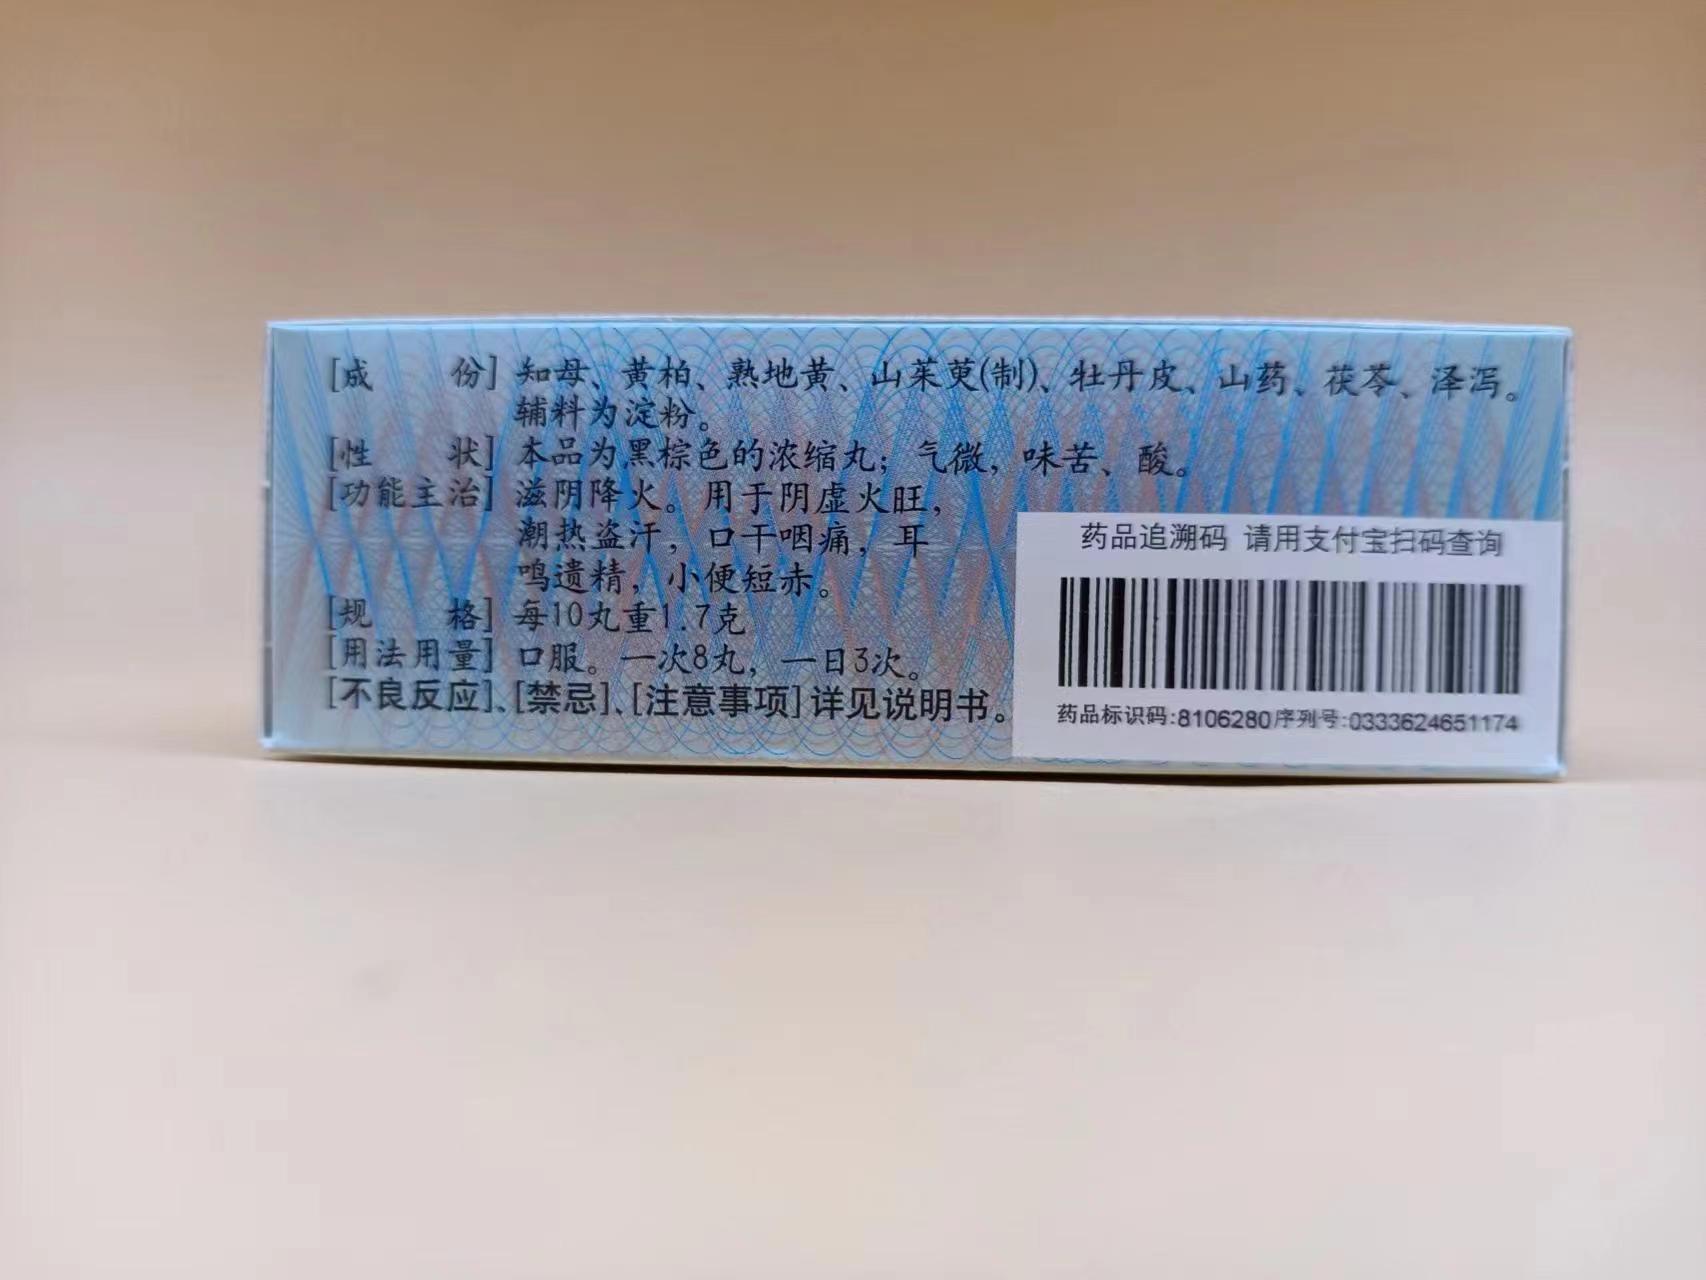 [成份] 知母、黄柏、熟地黄、山茱萸(制)、牡丹皮、山药、茯苓、泽泻。
辅料为淀粉。
[性状] 本品为黑棕色的浓缩丸；气微，味苦、酸。
[功能主治] 滋阴降火。用于阴虚火旺，
潮热盗汗，口干咽痛，耳
鸣遗精，小便短赤。
[规格] 每10丸重1.7克
[用法用量] 口服。一次8丸，一日3次。
[不良反应]、[禁忌]、[注意事项]详见说明书。
药品追溯码 请用支付宝扫码查询
药品标识码:8106280序列号:0333624651174